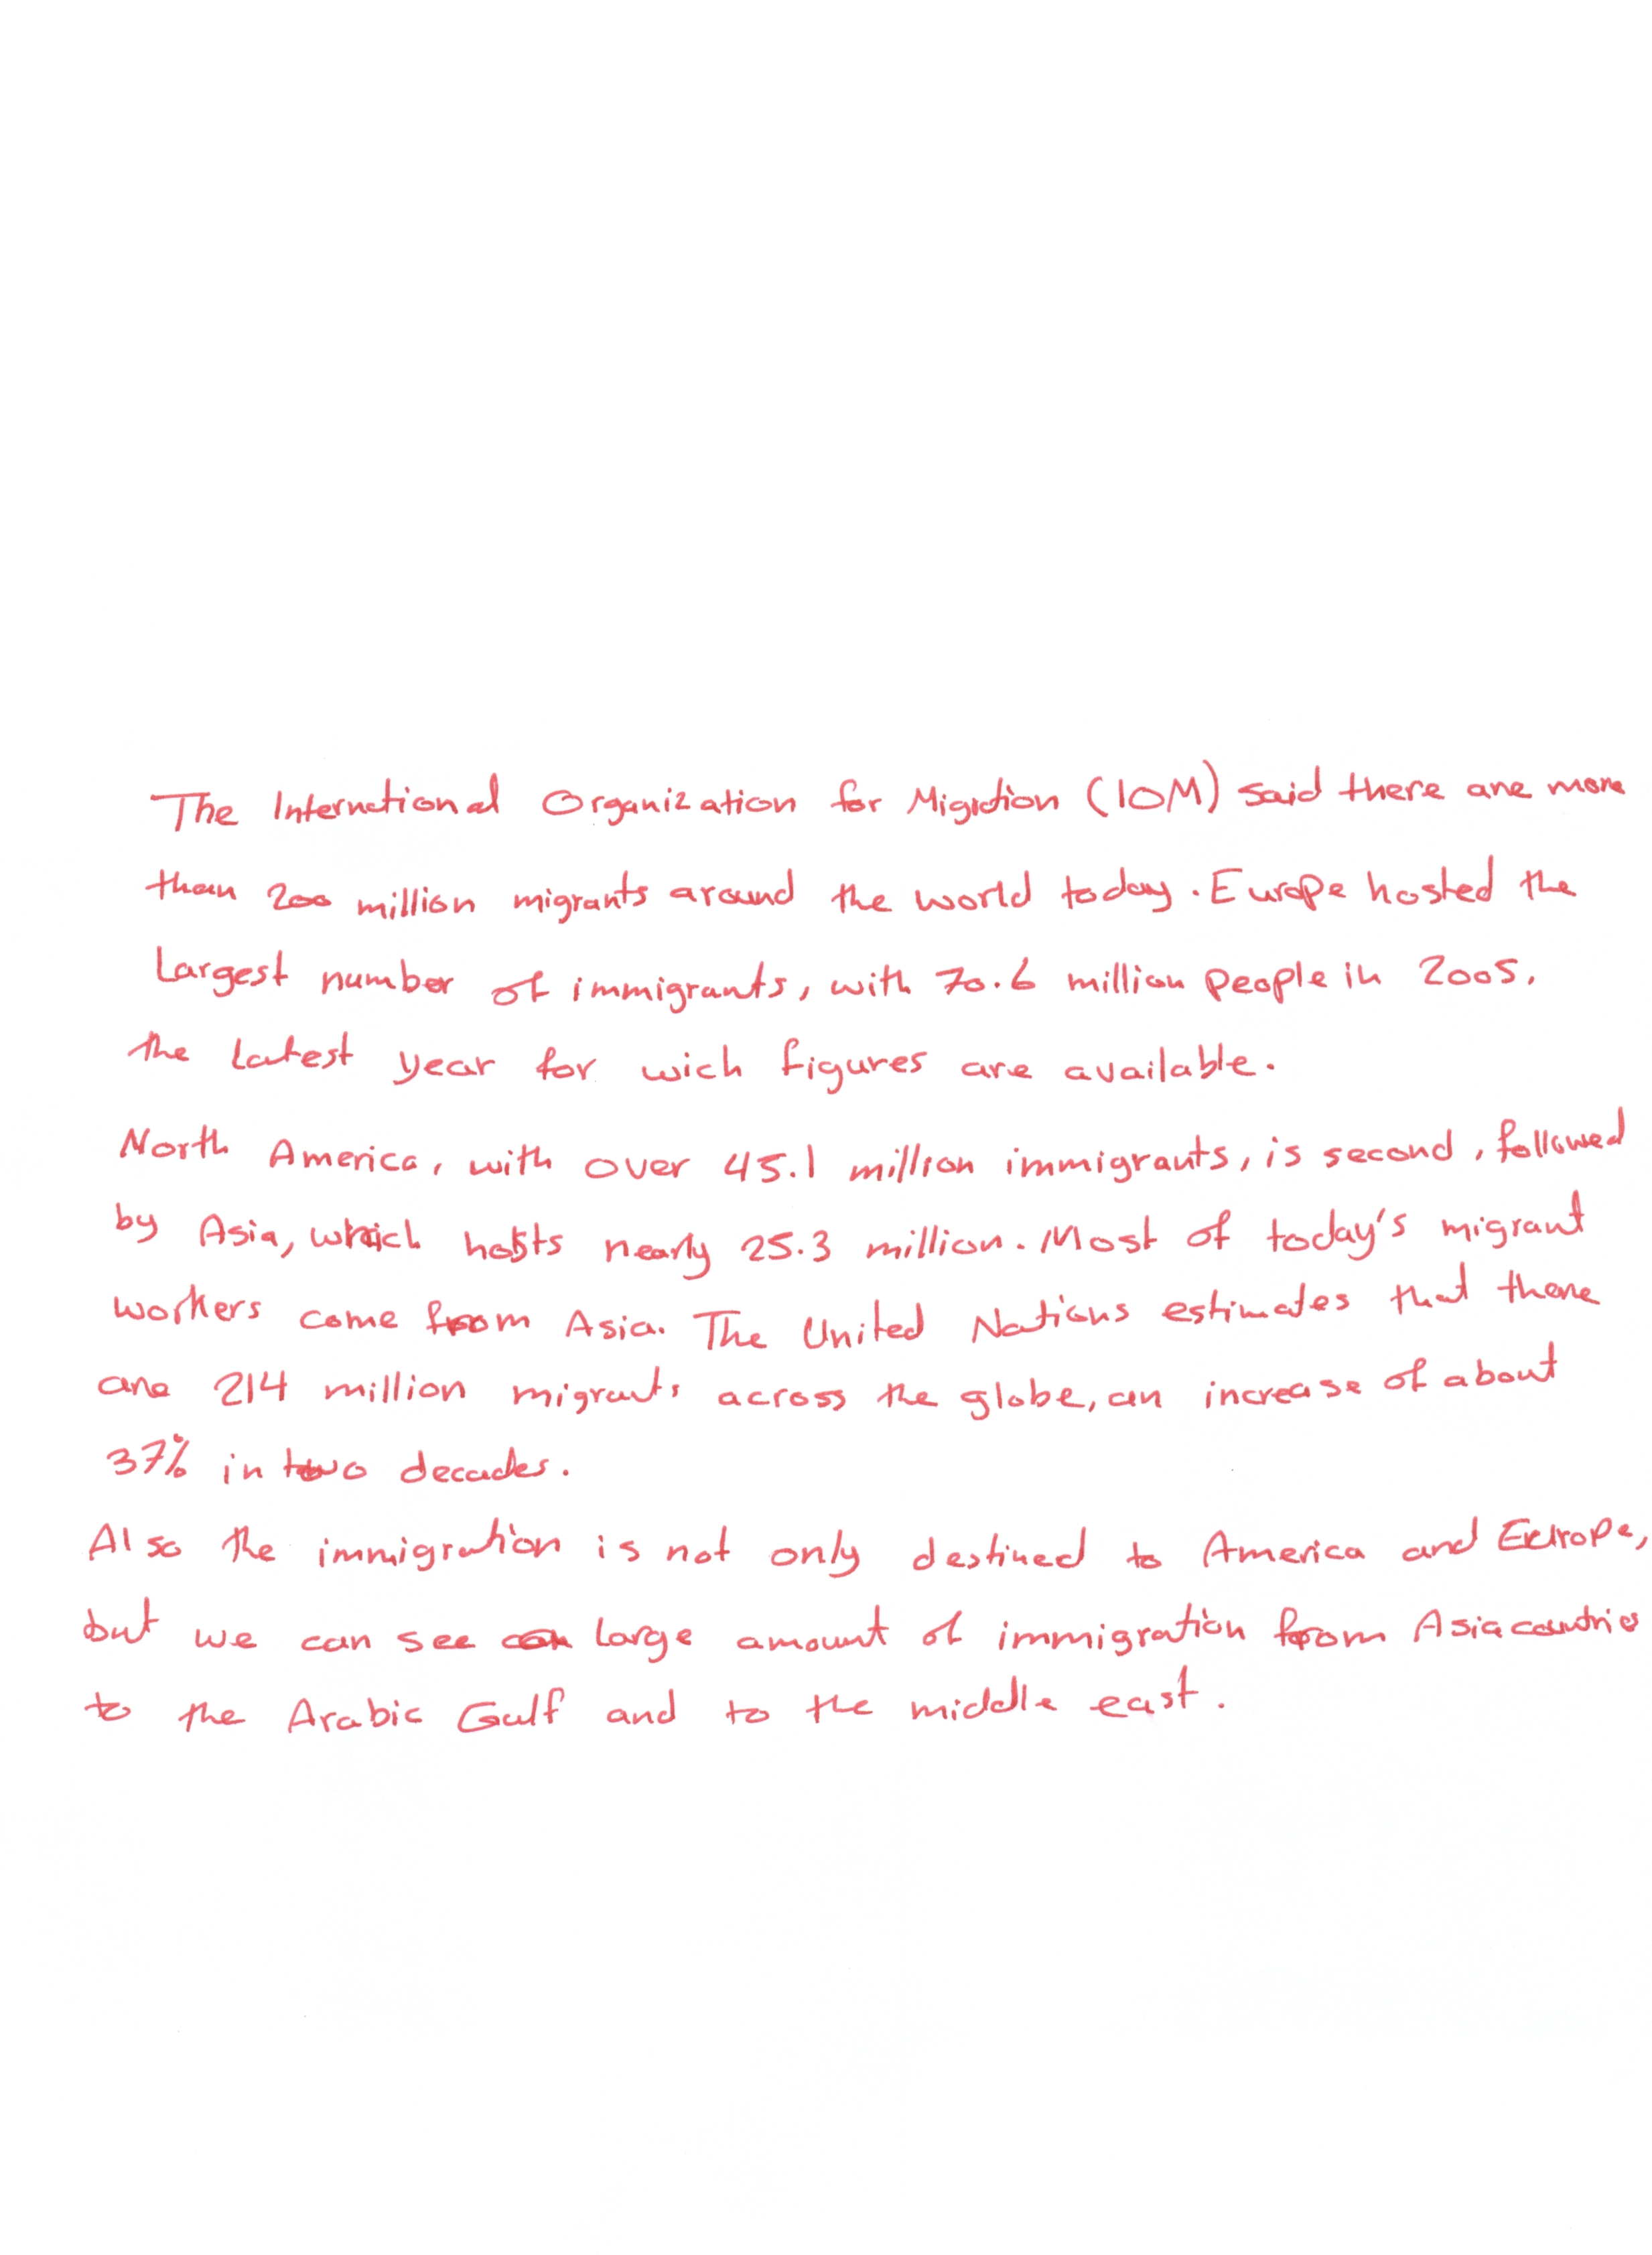 The International Organization for Migration (IOM) said there are more
than 200 million migrants around the world today. Europe hosted the
Largest number of immigrants, with 70.6 million people in 2005,
the latest year for wich figures are available.
North America, with over 45.1 million immigrants, is second, followed
by Asia, which hosts nearly 25.3 million. Most of today's migrant
workers come from Asia. The United Nations estimates that there
are 214 million migrants across the globe, an increase of about
37% in two decades.
Also the immigration is not only destined to America and Europe,
but we can see large amount of immigration from Asia countries
to the Arabic Gulf and to the middle east.